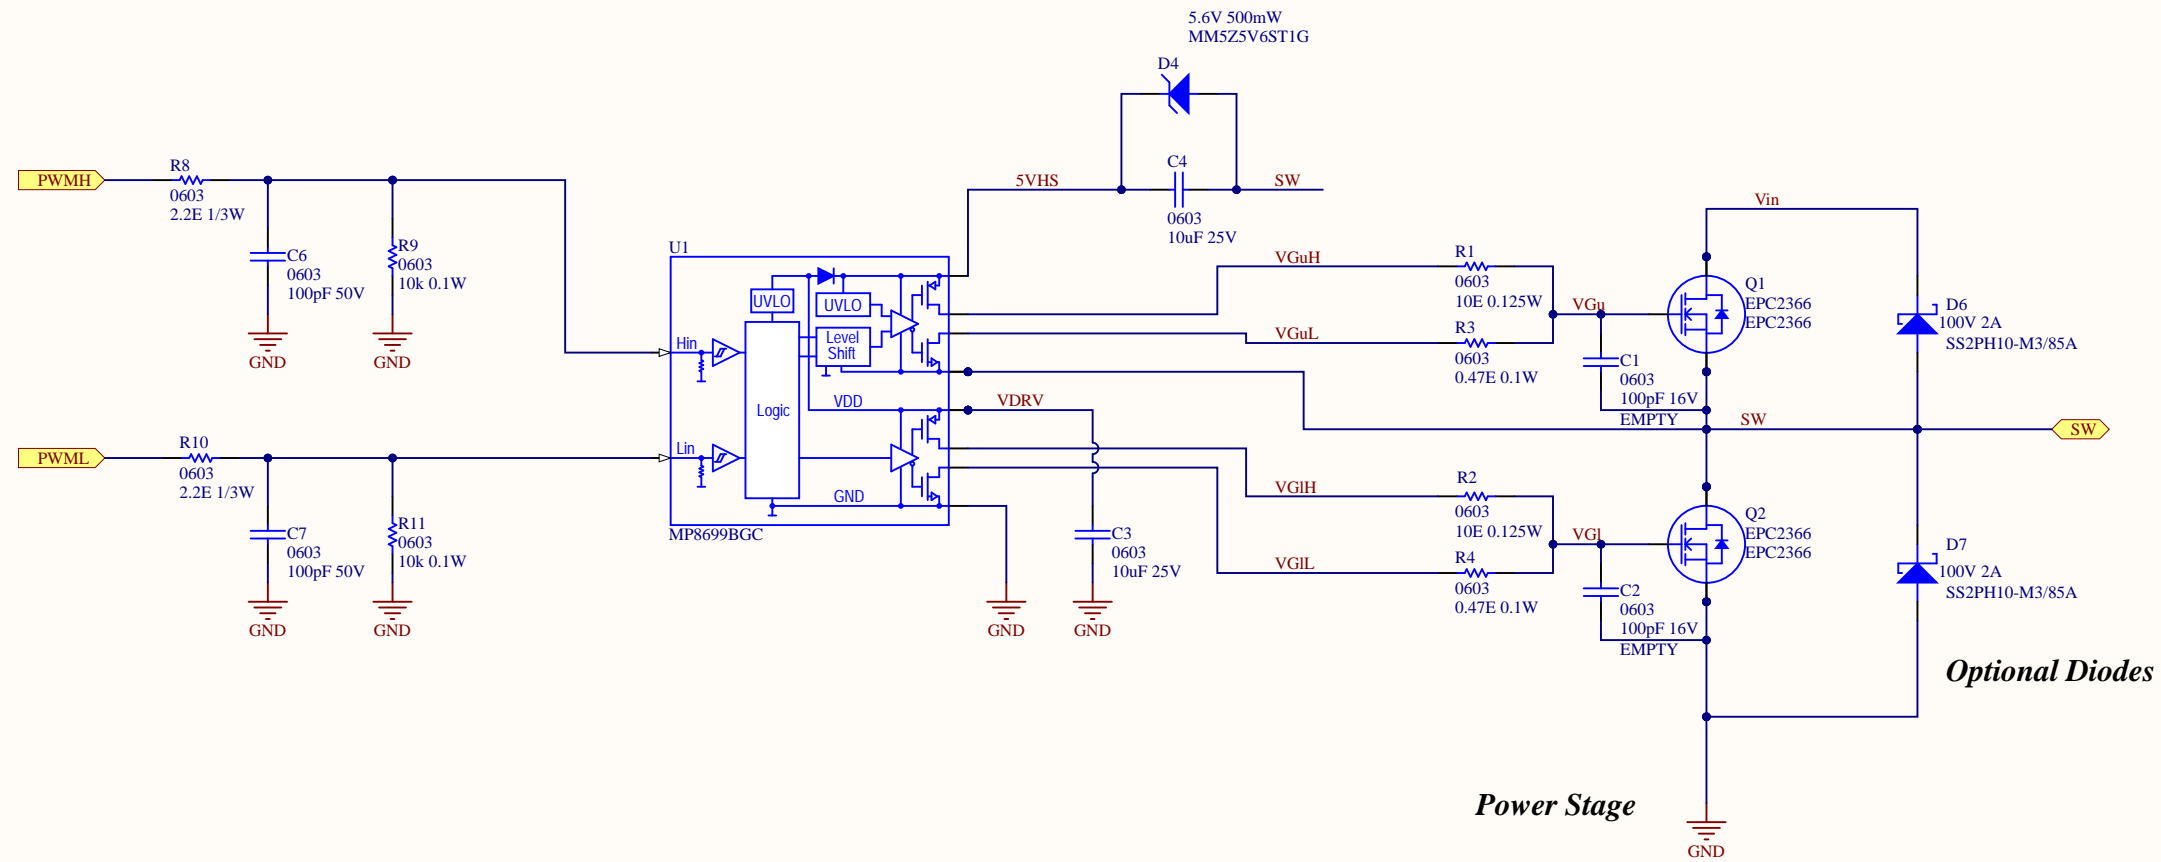 5.6V 500mW
MM5Z5V6ST1G
D4
PWMH
R8
0603
2.2E 1/3W
C6
0603
100pF 50V
R9
0603
10k 0.1W
GND
GND
5VHS
C4
SW
0603
10uF 25V
U1
UVLO
UVLO
Level
Shift
Hin
Logic
VDD
Lin
GND
MP8699BGC
VGuH
R1
0603
10E 0.125W
VGuL
R3
0603
0.47E 0.1W
VGu
C1
0603
100pF 16V
EMPTY
Vin
Q1
EPC2366
EPC2366
D6
100V 2A
SS2PH10-M3/85A
SW
SW
VDRV
PWML
R10
0603
2.2E 1/3W
C7
0603
100pF 50V
R11
0603
10k 0.1W
GND
GND
GND
C3
0603
10uF 25V
GND
VGlH
R2
0603
10E 0.125W
VGlL
R4
0603
0.47E 0.1W
VGl
C2
0603
100pF 16V
EMPTY
Q2
EPC2366
EPC2366
D7
100V 2A
SS2PH10-M3/85A
Optional Diodes
Power Stage
GND